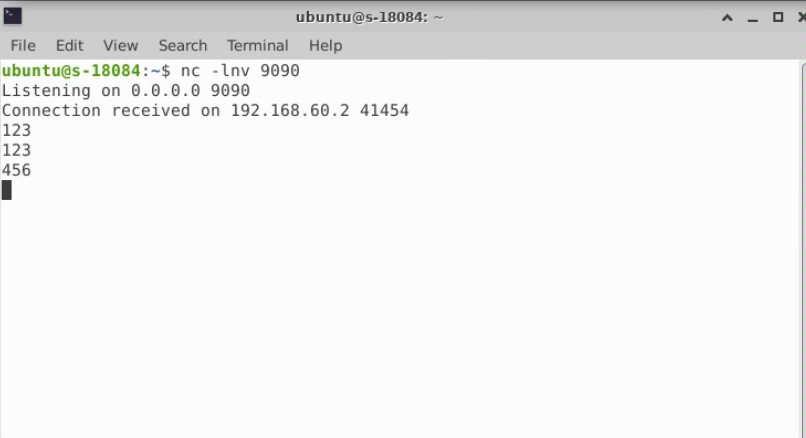 ubuntu@s-18084: ~
File Edit View Search Terminal Help
ubuntu@s-18084:~$ nc -lnv 9090
Listening on 0.0.0.0 9090
Connection received on 192.168.60.2 41454
123
123
456